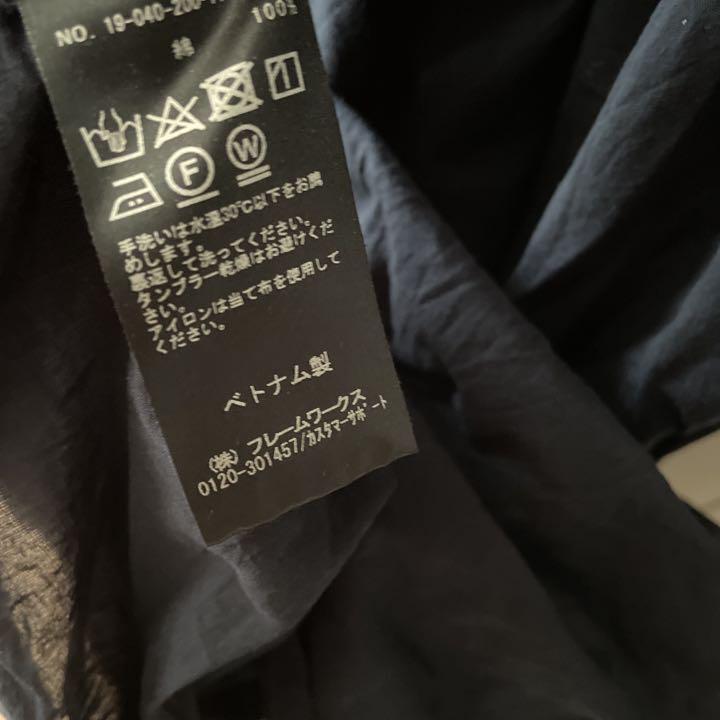 NO. 19-040-200-
100%
綿
F
W
手洗いは水温30℃以下をお薦
めします。
裏返して洗ってください。
タンブラー乾燥はお避けくだ
さい。
アイロンは当て布を使用して
ください。
ベトナム製
(株) フレームワークス
0120-301457/カスタマーサポート